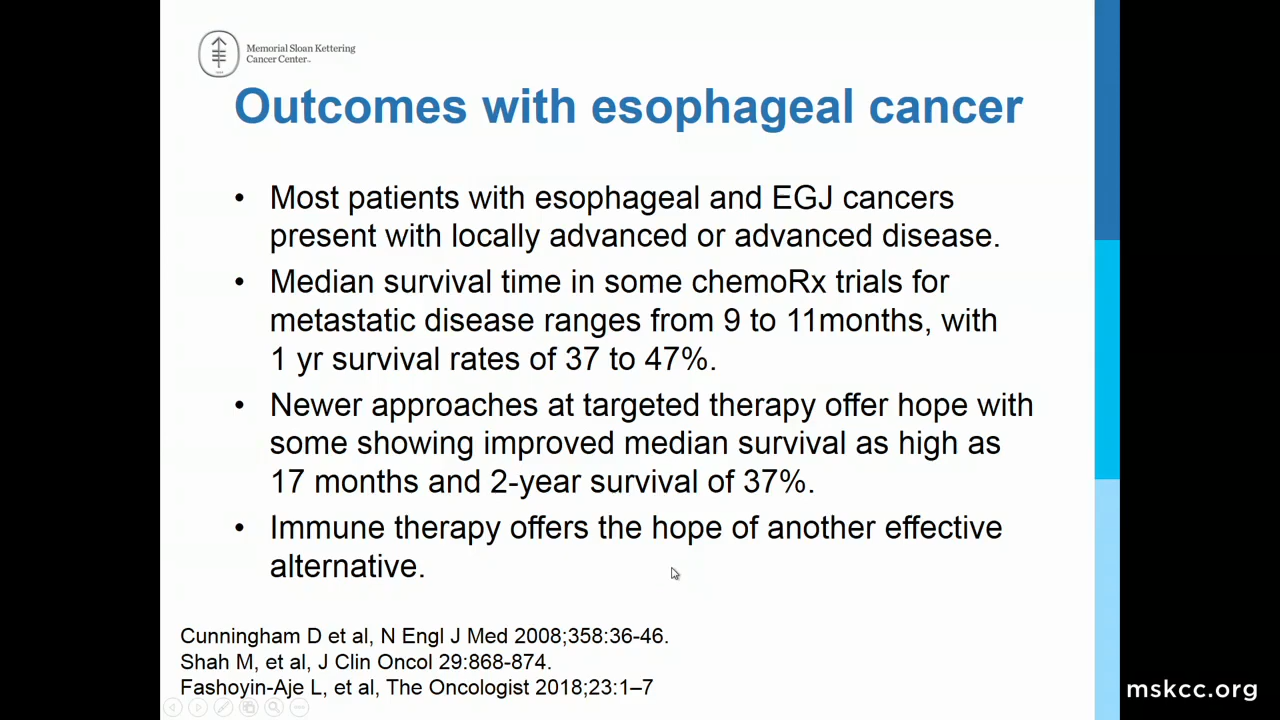 Memorial Sloan Kettering
Cancer Center
Outcomes with esophageal cancer
• Most patients with esophageal and EGJ cancers
present with locally advanced or advanced disease.
• Median survival time in some chemoRx trials for
metastatic disease ranges from 9 to 11months, with
1 yr survival rates of 37 to 47%.
• Newer approaches at targeted therapy offer hope with
some showing improved median survival as high as
17 months and 2-year survival of 37%.
• Immune therapy offers the hope of another effective
alternative.
Cunningham D et al, N Engl J Med 2008;358:36-46.
Shah M, et al, J Clin Oncol 29:868-874.
Fashoyin-Aje L, et al, The Oncologist 2018;23:1–7
mskcc.org